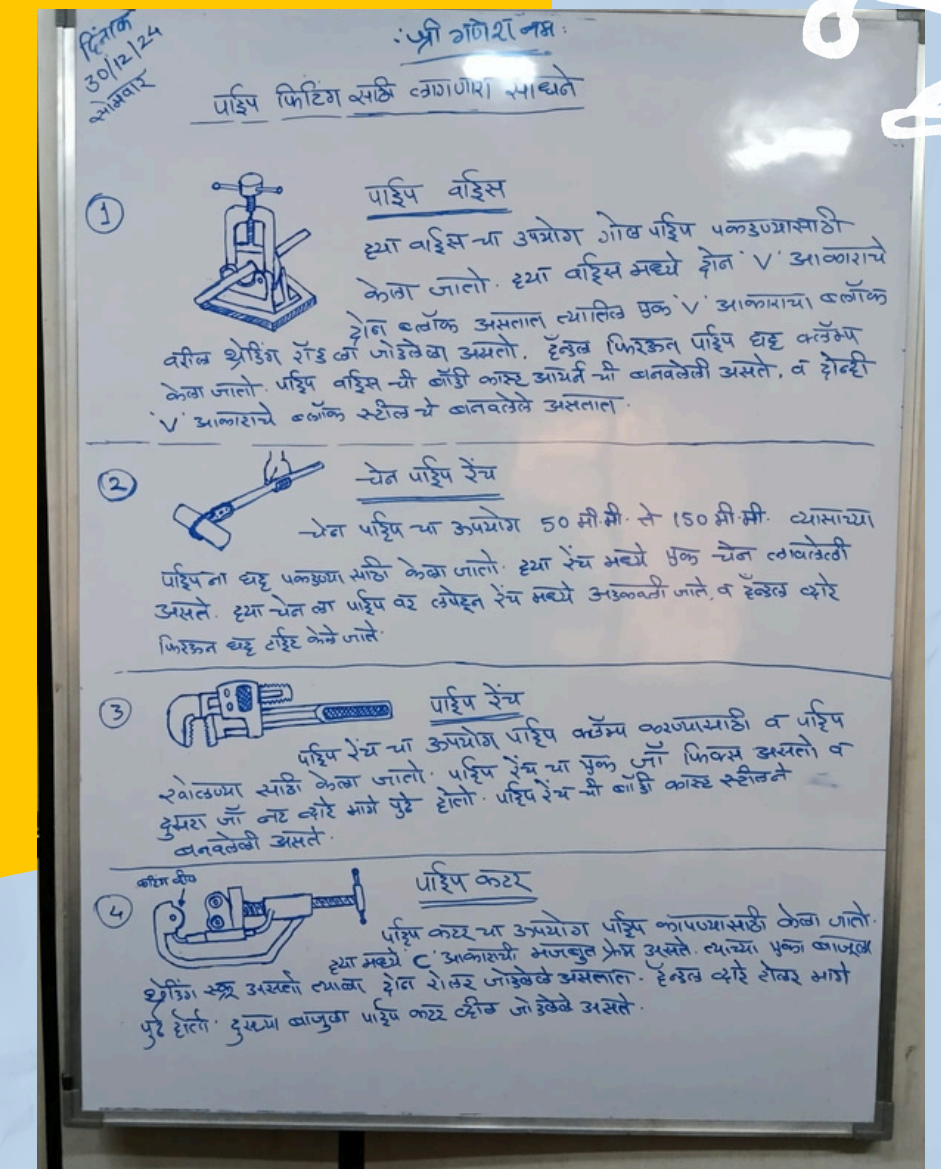 दिनांक
30/12/24
सोमवार
श्री गणेश नमः
पाईप फिटिंग साठी लागणारी साधने
1
पाईप वाईस
ह्या वाईस चा उपयोग गोल पाईप पकडण्यासाठी
केला जातो. ह्या वाईस मध्ये दोन 'V' आकाराचे
दोन ब्लॉक असतात त्यातिल एक 'V' आकाराचा ब्लॉक
वरील थ्रेडिंग रॉड ला जोडलेला असतो. हॅन्डल फिरऊन पाईप घट्ट क्लॅम्प
केला जातो. पाईप वाईस ची बॉडी कास्ट आयर्न ची बनवलेली असते. व दोन्ही
'V' आकाराचे ब्लॉक स्टील चे बनवलेले असतात.
2
चेन पाईप रेंच
चेन पाईप चा उपयोग 50 मी.मी. ते 150 मी.मी. व्यासाच्या
पाईप ना घट्ट पकडण्या साठी केला जातो. ह्या रेंच मध्ये एक चेन लावलेली
असते. ह्या चेन ला पाईप वर लपेटून रेंच मध्ये अडकवली जाते. व हॅन्डल व्दारे
फिरऊन घट्ट टाईट केले जाते.
3
पाईप रेंच
पाईप रेंच चा उपयोग पाईप क्लॅम्प करण्यासाठी व पाईप
खोलण्या साठी केला जातो. पाईप रेंच चा एक जॉ फिक्स असतो व
दुसरा जॉ नट व्दारे मागे पुढे होतो. पाईप रेंच ची बॉडी कास्ट स्टीलने
बनवलेली असते.
4
पाईप कटर
पाईप कटर चा उपयोग पाईप कापण्यासाठी केला जातो.
ह्या मध्ये 'C' आकाराची मजबुत फ्रेम असते. त्याच्या एका बाजूला
थ्रेडिंग स्क्रू असतो त्याला दोन रोलर जोडलेले असतात. हॅन्डल व्दारे रोलर मागे
पुढे होतो. दुसऱ्या बाजुला पाईप कटर व्हील जोडलेले असते.